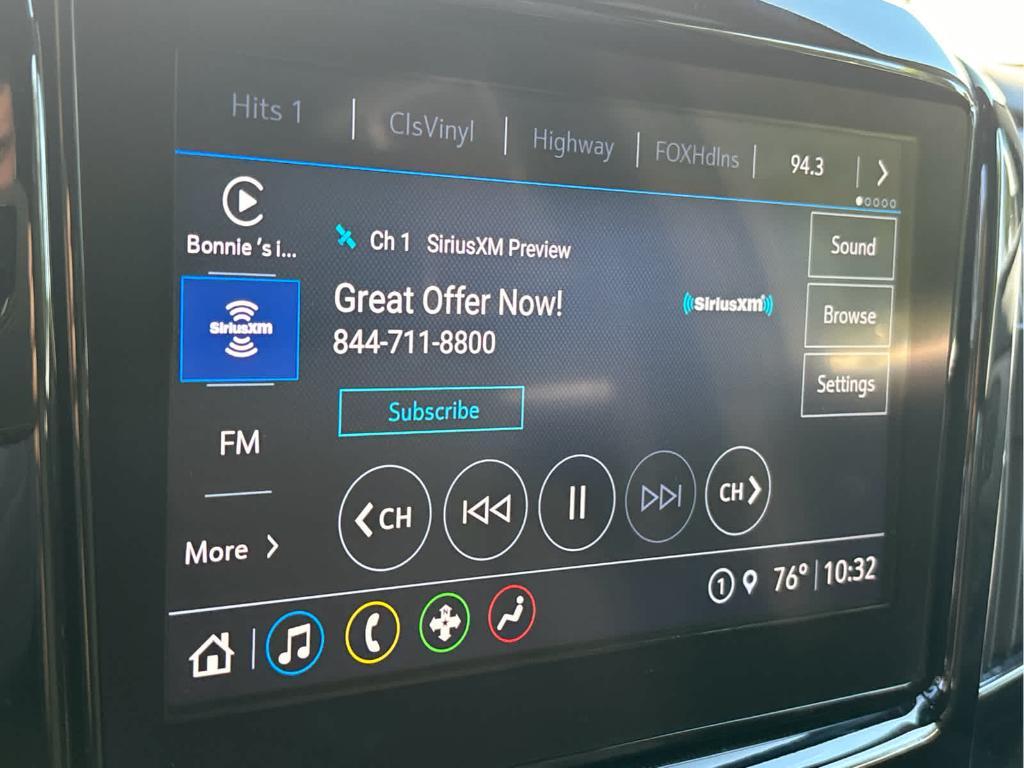 Hits 1
ClsVinyl
Highway
FOXHdlns
94.3
Bonnie's i...
Ch 1 SiriusXM Preview
Sound
Great Offer Now!
SiriusXM
Browse
SiriusXM
844-711-8800
Settings
Subscribe
FM
CH
CH
More
1
76° 10:32
N